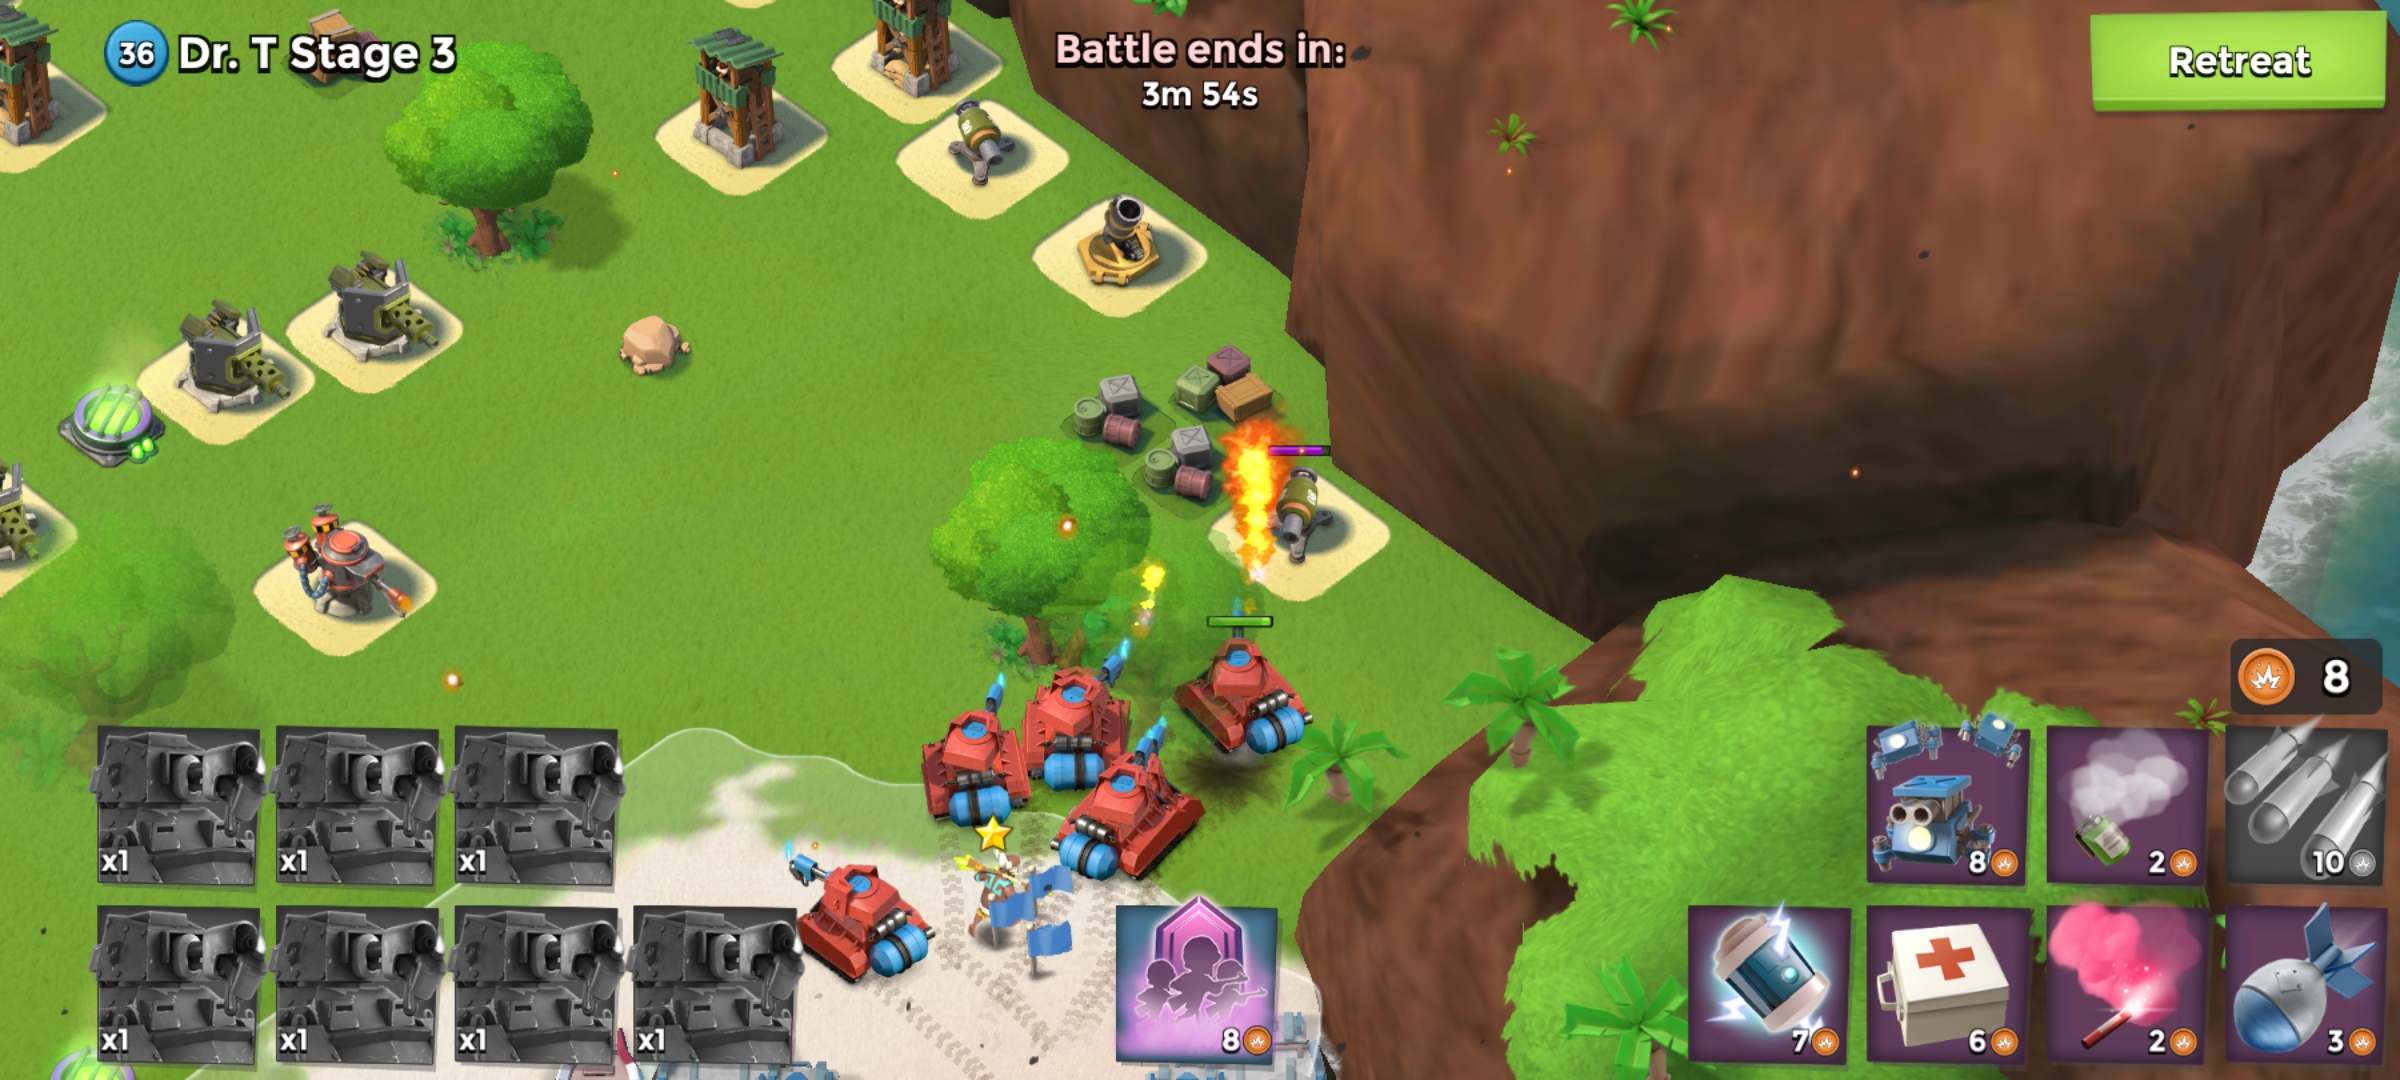 36 Dr. T Stage 3
Battle ends in:
3m 54s
Retreat
8
x1 x1 x1
8 2 10
x1 x1 x1 x1
8
7 6 2 3